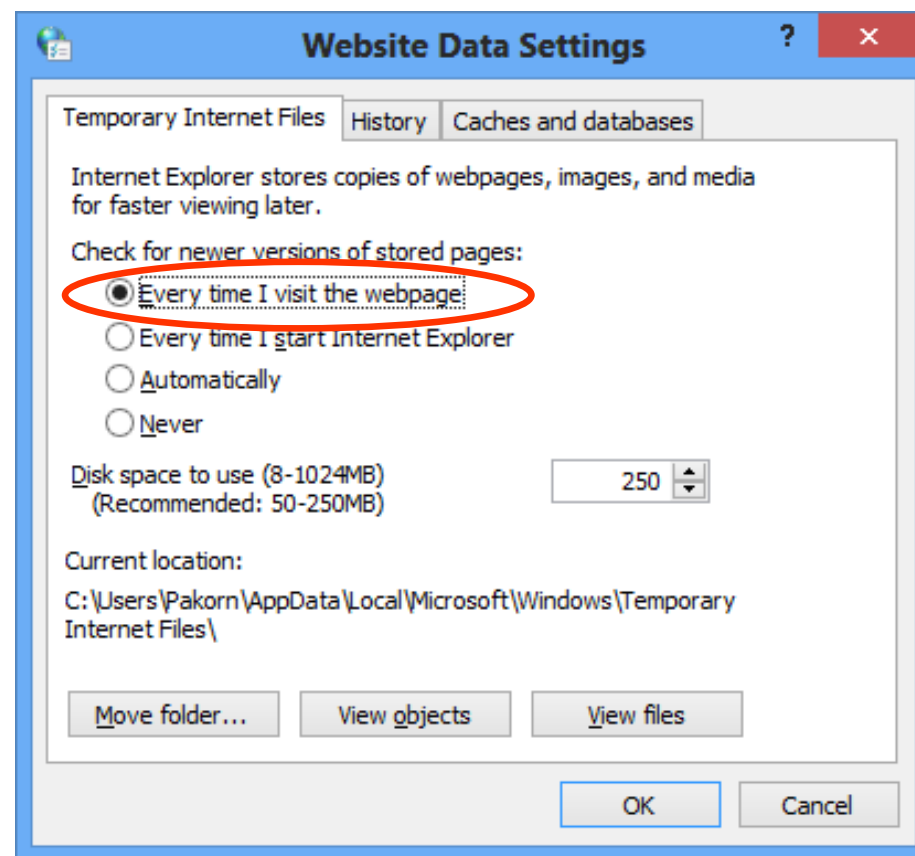 Website Data Settings ?
Temporary Internet Files History Caches and databases
Internet Explorer stores copies of webpages, images, and media
for faster viewing later.
Check for newer versions of stored pages:
Every time I visit the webpage
Every time I start Internet Explorer
Automatically
Never
Disk space to use (8-1024MB) 250
(Recommended: 50-250MB)
Current location:
C:\Users\Pakorn\AppData\Local\Microsoft\Windows\Temporary
Internet Files\
Move folder... View objects View files
OK Cancel